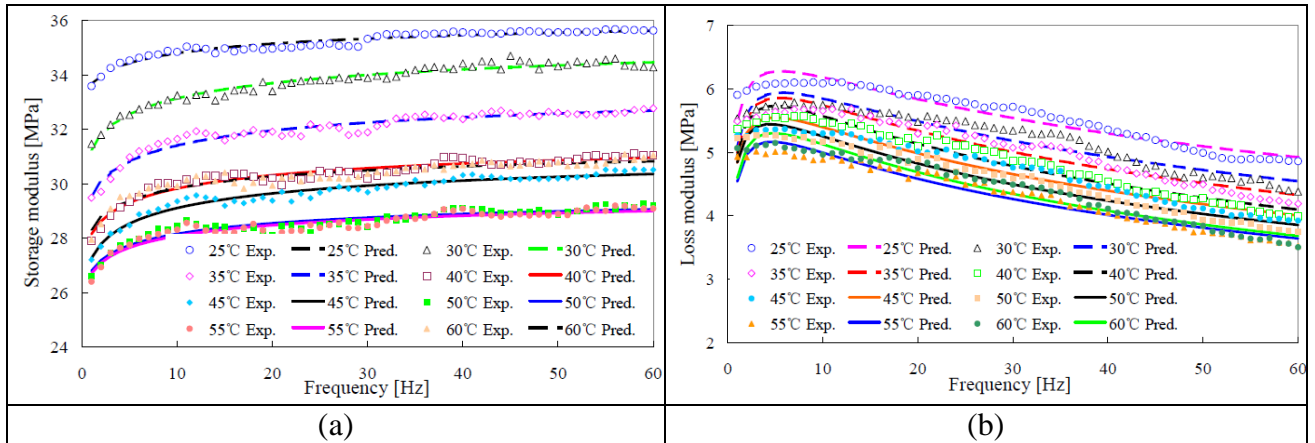 36
34
32
30
28
26
24
Storage modulus [MPa]
25℃ Exp. 25℃ Pred. 30℃ Exp. 30℃ Pred.
35℃ Exp. 35℃ Pred. 40℃ Exp. 40℃ Pred.
45℃ Exp. 45℃ Pred. 50℃ Exp. 50℃ Pred.
55℃ Exp. 55℃ Pred. 60℃ Exp. 60℃ Pred.
0 10 20 30 40 50 60
Frequency [Hz]
(a)
7
6
5
4
3
2
Loss modulus [MPa]
25℃ Exp. 25℃ Pred. 30℃ Exp. 30℃ Pred.
35℃ Exp. 35℃ Pred. 40℃ Exp. 40℃ Pred.
45℃ Exp. 45℃ Pred. 50℃ Exp. 50℃ Pred.
55℃ Exp. 55℃ Pred. 60℃ Exp. 60℃ Pred.
0 10 20 30 40 50 60
Frequency [Hz]
(b)